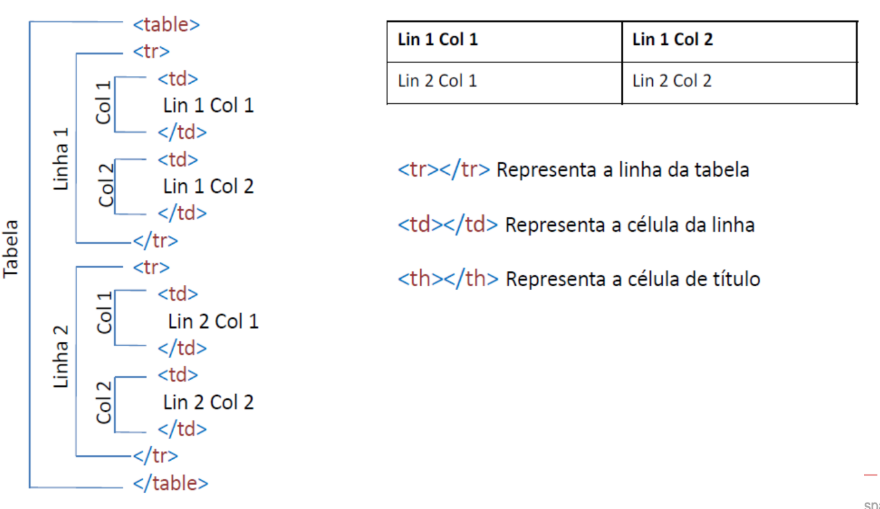 Tabela
Linha 1
Col 1
Col 2
Linha 2
Col 1
Col 2
<table>
<tr>
<td>
Lin 1 Col 1
</td>
<td>
Lin 1 Col 2
</td>
</tr>
<tr>
<td>
Lin 2 Col 1
</td>
<td>
Lin 2 Col 2
</td>
</tr>
</table>
Lin 1 Col 1 Lin 1 Col 2
Lin 2 Col 1 Lin 2 Col 2
<tr></tr> Representa a linha da tabela
<td></td> Representa a célula da linha
<th></th> Representa a célula de título